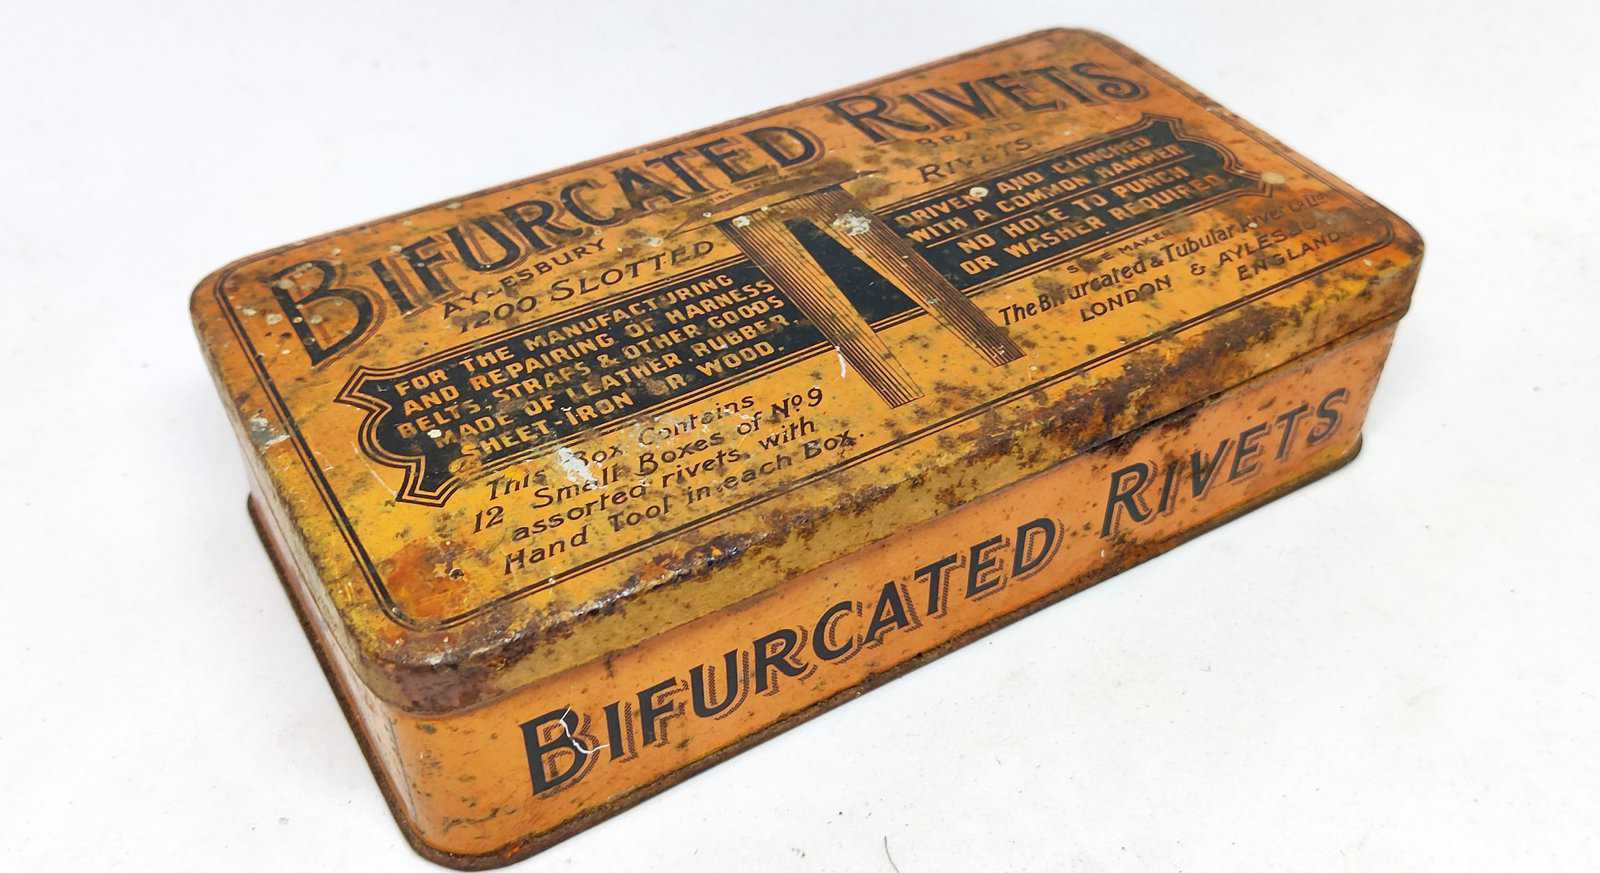 BIFURCATED RIVETS
AYLESBURY BRAND
1200 SLOTTED RIVETS.
FOR THE MANUFACTURING
AND REPAIRING OF HARNESS
BELTS, STRAPS & OTHER GOODS
MADE OF LEATHER, RUBBER,
SHEET-IRON OR WOOD.
This Box Contains
12 Small Boxes of No 9
assorted rivets, with
Hand Tool in each Box.
DRIVEN AND CLINCHED
WITH A COMMON HAMMER
NO HOLE TO PUNCH
OR WASHER REQUIRED.
SOLE MAKERS
The Bifurcated & Tubular Rivet Co Ltd
LONDON & AYLESBURY
ENGLAND
BIFURCATED RIVETS